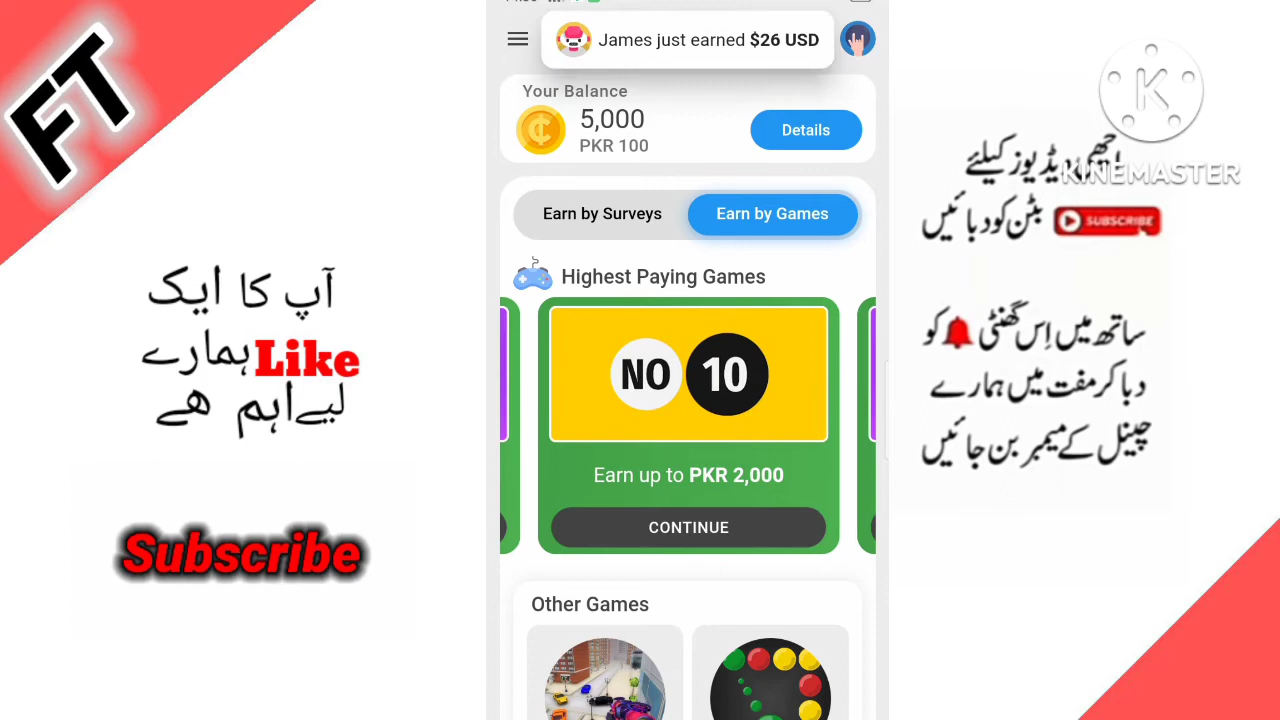 FT
James just earned $26 USD
Your Balance
5,000
PKR 100
Details
Earn by Surveys
Earn by Games
Highest Paying Games
NO 10
Earn up to PKR 2,000
CONTINUE
Other Games
آپ کا ایک
ہمارے Like
لیے اہم ھے
Subscribe
K
KINEMASTER
اچھی ویڈیوز کیلئے
SUBSCRIBE بٹن کو دبائیں
ساتھ میں اِس گھنٹی کو
دبا کر مفت میں ہمارے
چینل کے ممبر بن جائیں